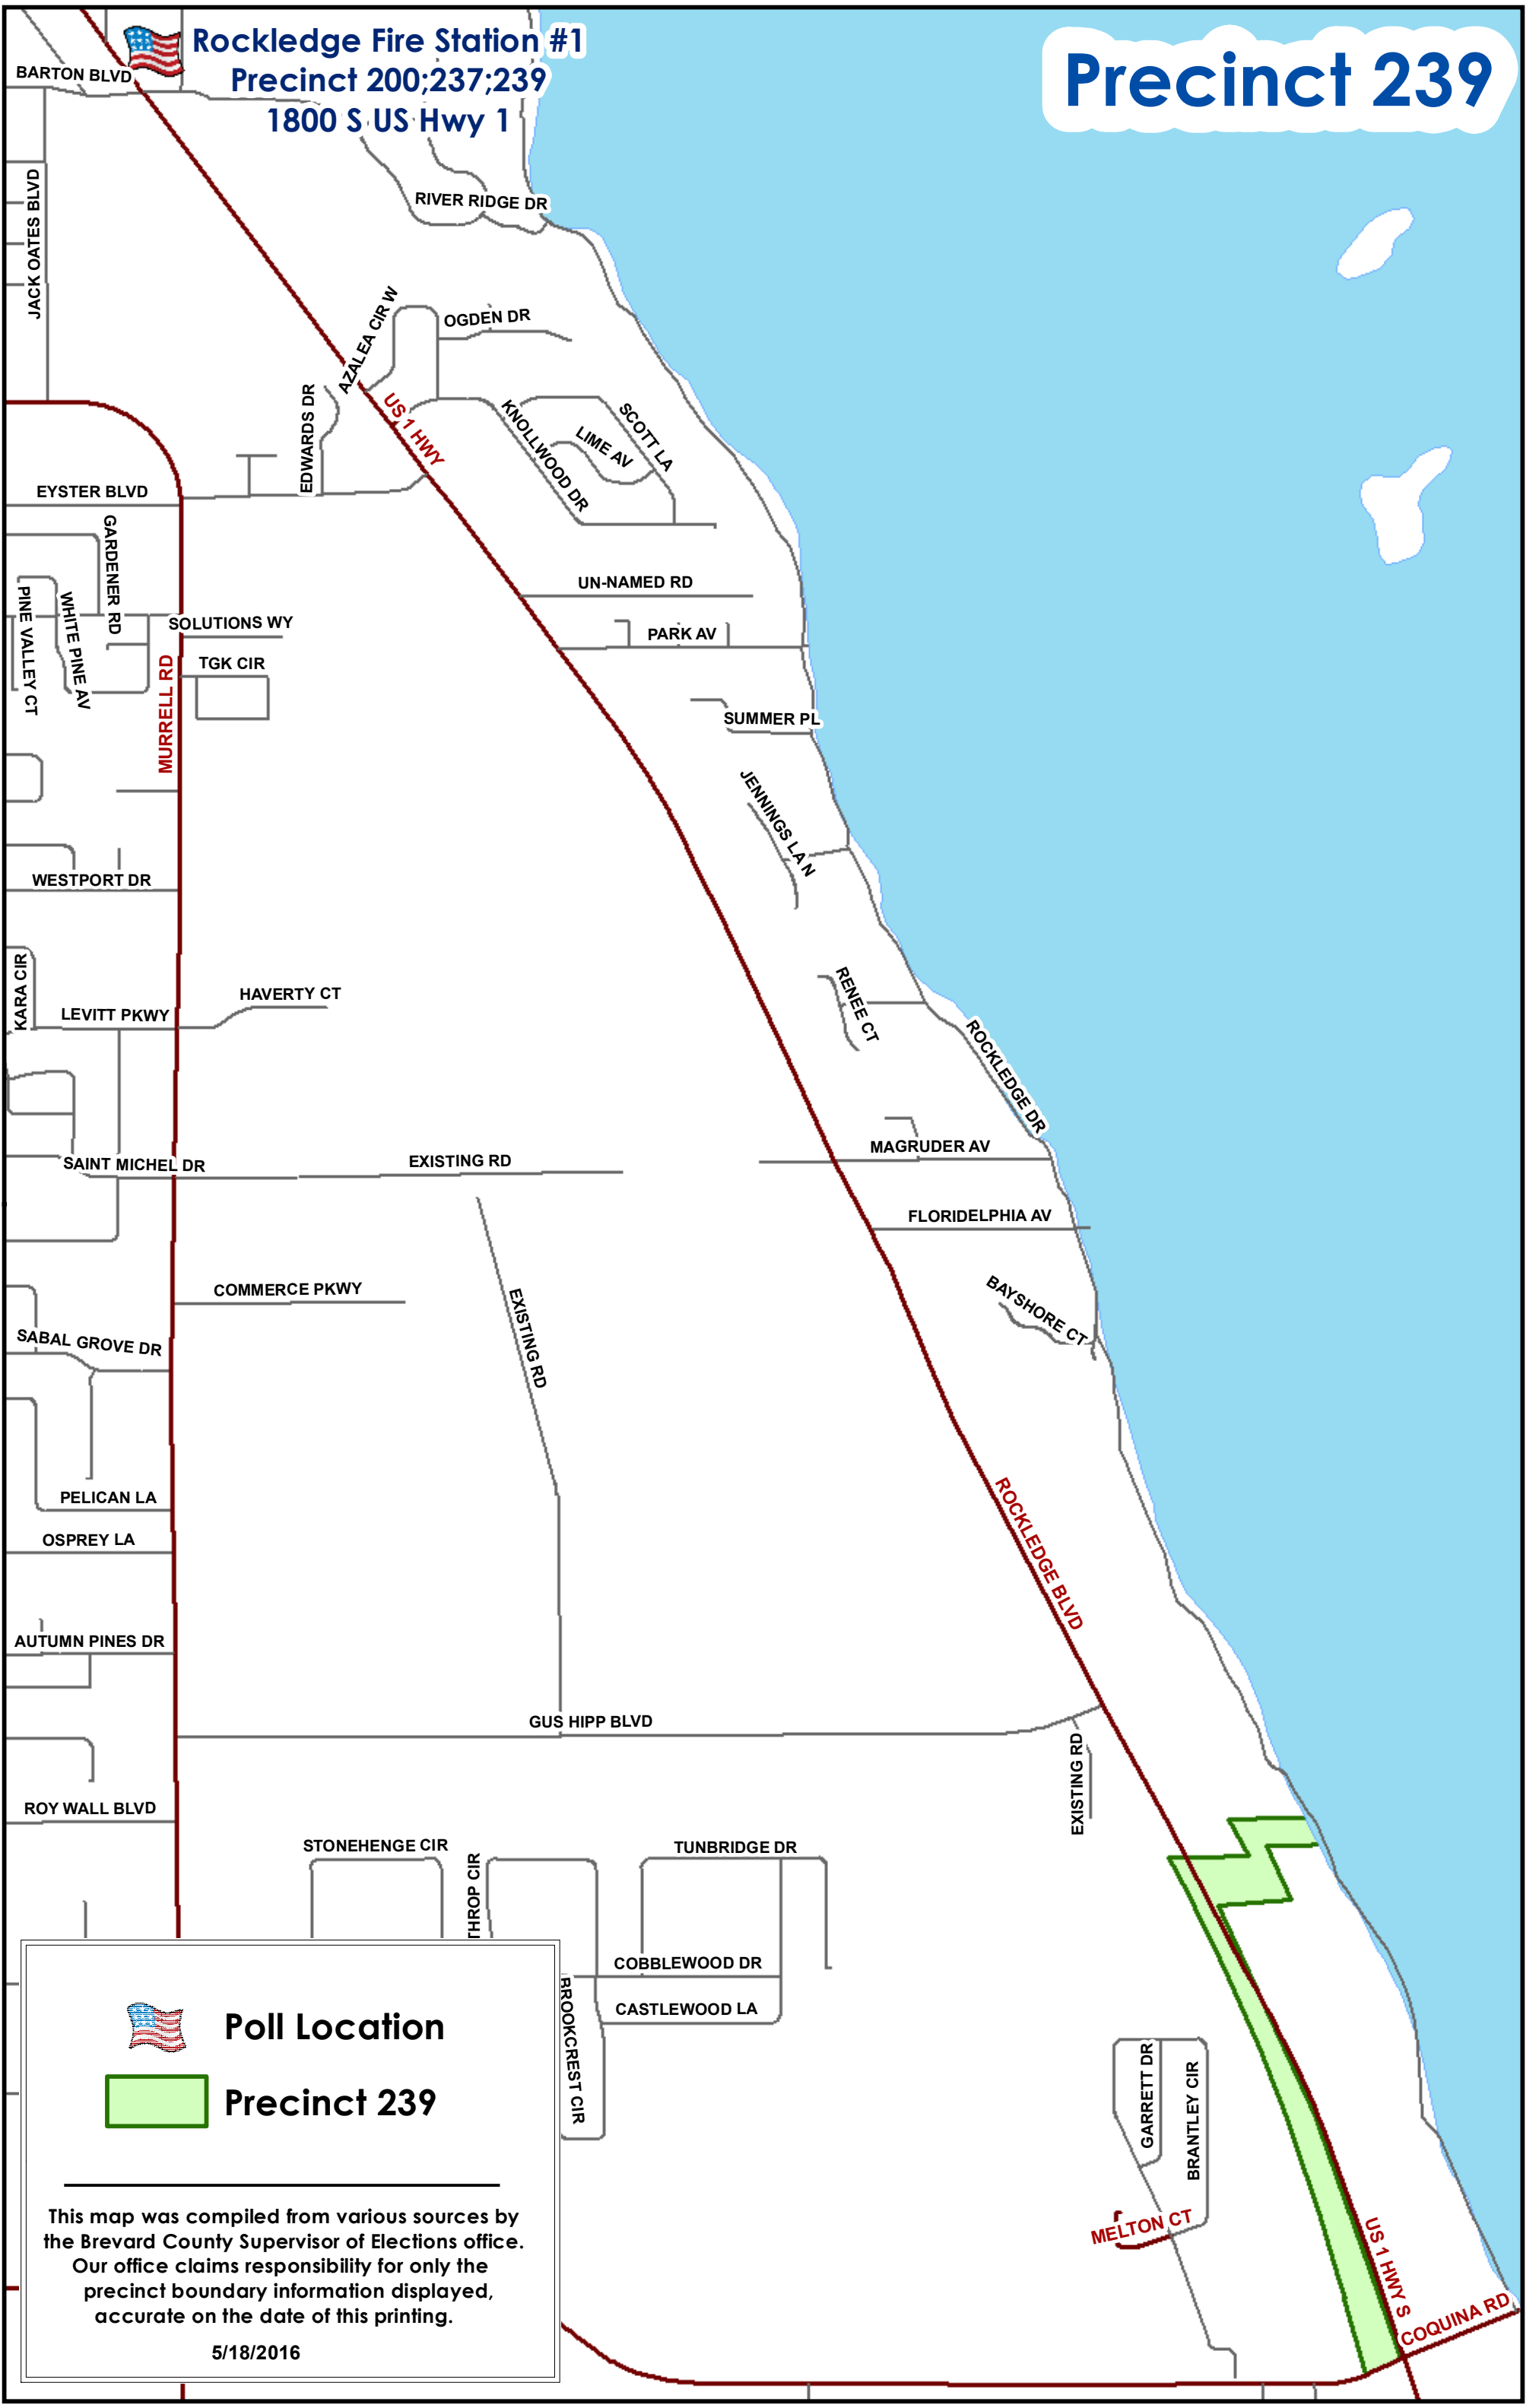 Precinct 239
Rockledge Fire Station #1
Precinct 200;237;239
1800 S US Hwy 1
BARTON BLVD
JACK OATES BLVD
RIVER RIDGE DR
AZALEA CIR W
OGDEN DR
EDWARDS DR
US 1 HWY
KNOLLWOOD DR
LIME AV
SCOTT LA
EYSTER BLVD
GARDENER RD
PINE VALLEY CT
WHITE PINE AV
SOLUTIONS WY
TGK CIR
MURRELL RD
UN-NAMED RD
PARK AV
SUMMER PL
JENNINGS LA N
WESTPORT DR
KARA CIR
LEVITT PKWY
HAVERTY CT
RENEE CT
ROCKLEDGE DR
SAINT MICHEL DR
EXISTING RD
MAGRUDER AV
FLORIDELPHIA AV
COMMERCE PKWY
EXISTING RD
BAYSHORE CT
SABAL GROVE DR
PELICAN LA
OSPREY LA
ROCKLEDGE BLVD
AUTUMN PINES DR
GUS HIPP BLVD
EXISTING RD
ROY WALL BLVD
STONEHENGE CIR
THROP CIR
TUNBRIDGE DR
COBBLEWOOD DR
CASTLEWOOD LA
BROOKCREST CIR
GARRETT DR
BRANTLEY CIR
MELTON CT
US 1 HWY S
COQUINA RD
Poll Location
Precinct 239
This map was compiled from various sources by
the Brevard County Supervisor of Elections office.
Our office claims responsibility for only the
precinct boundary information displayed,
accurate on the date of this printing.
5/18/2016